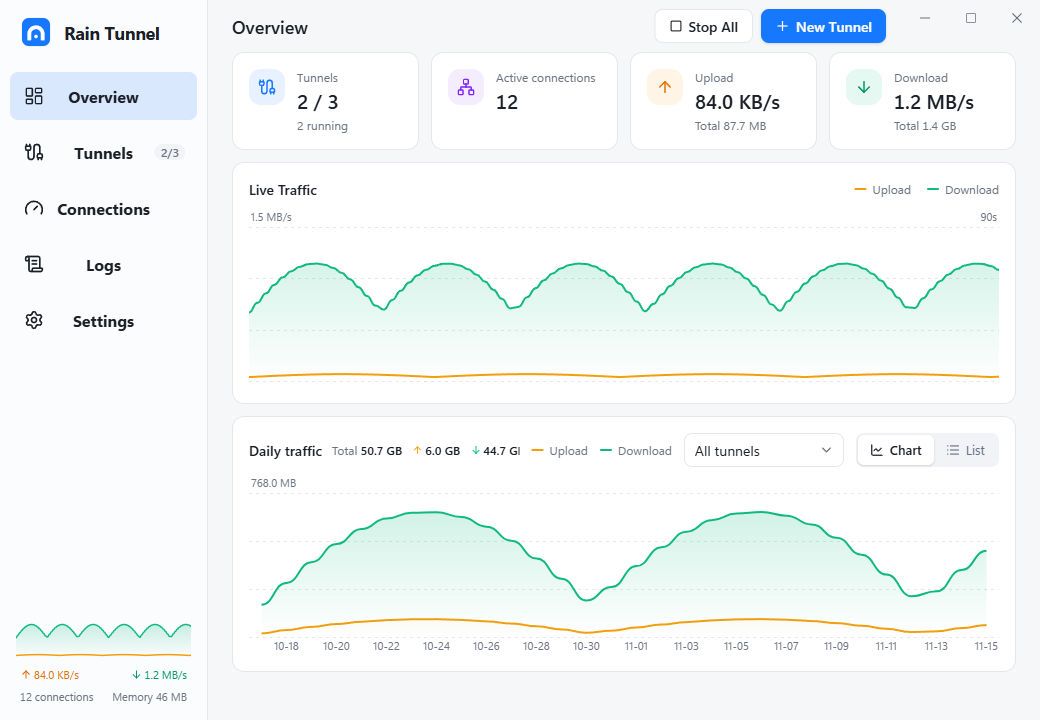 Rain Tunnel
Overview
Tunnels 2/3
Connections
Logs
Settings
84.0 KB/s 1.2 MB/s
12 connections Memory 46 MB
Overview
Stop All
New Tunnel
Tunnels
2 / 3
2 running
Active connections
12
Upload
84.0 KB/s
Total 87.7 MB
Download
1.2 MB/s
Total 1.4 GB
Live Traffic
Upload Download
1.5 MB/s 90s
Daily traffic Total 50.7 GB 6.0 GB 44.7 GI Upload Download All tunnels Chart List
768.0 MB
10-18 10-20 10-22 10-24 10-26 10-28 10-30 11-01 11-03 11-05 11-07 11-09 11-11 11-13 11-15